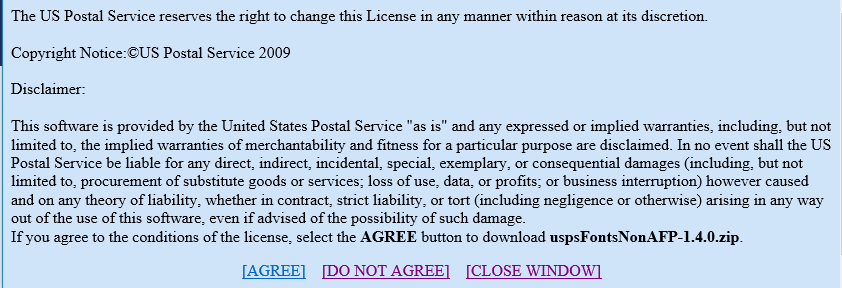 The US Postal Service reserves the right to change this License in any manner within reason at its discretion.
Copyright Notice:©US Postal Service 2009
Disclaimer:
This software is provided by the United States Postal Service "as is" and any expressed or implied warranties, including, but not
limited to, the implied warranties of merchantability and fitness for a particular purpose are disclaimed. In no event shall the US
Postal Service be liable for any direct, indirect, incidental, special, exemplary, or consequential damages (including, but not
limited to, procurement of substitute goods or services; loss of use, data, or profits; or business interruption) however caused
and on any theory of liability, whether in contract, strict liability, or tort (including negligence or otherwise) arising in any way
out of the use of this software, even if advised of the possibility of such damage.
If you agree to the conditions of the license, select the AGREE button to download uspsFontsNonAFP-1.4.0.zip.
[AGREE] [DO NOT AGREE] [CLOSE WINDOW]